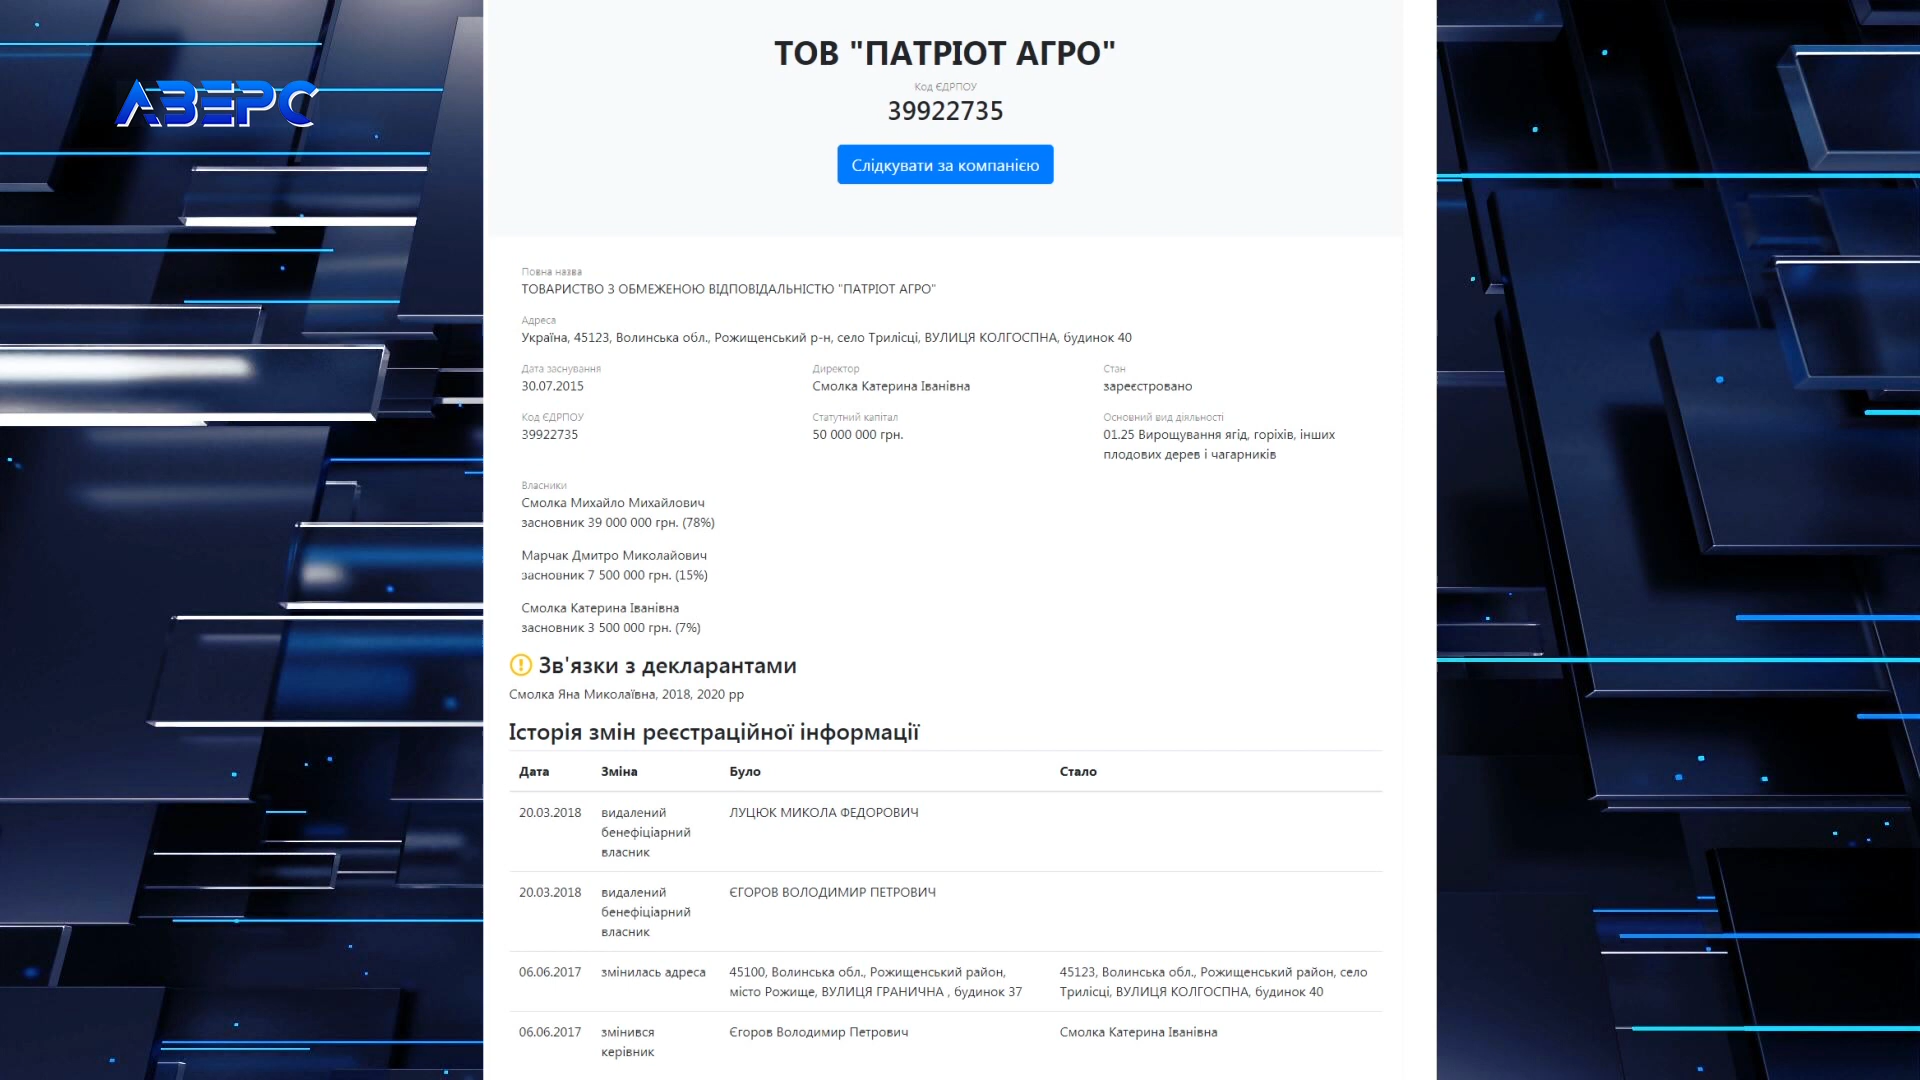 АВЕРС
ТОВ "ПАТРІОТ АГРО"
Код ЄДРПОУ
39922735
Слідкувати за компанією
Повна назва
ТОВАРИСТВО З ОБМЕЖЕНОЮ ВІДПОВІДАЛЬНІСТЮ "ПАТРІОТ АГРО"
Адреса
Україна, 45123, Волинська обл., Рожищенський р-н, село Трилісці, ВУЛИЦЯ КОЛГОСПНА, будинок 40
Дата заснування
30.07.2015
Директор
Смолка Катерина Іванівна
Стан
зареєстровано
Код ЄДРПОУ
39922735
Статутний капітал
50 000 000 грн.
Основний вид діяльності
01.25 Вирощування ягід, горіхів, інших
плодових дерев і чагарників
Власники
Смолка Михайло Михайлович
засновник 39 000 000 грн. (78%)
Марчак Дмитро Миколайович
засновник 7 500 000 грн. (15%)
Смолка Катерина Іванівна
засновник 3 500 000 грн. (7%)
Зв'язки з декларантами
Смолка Яна Миколаївна, 2018, 2020 рр
Історія змін реєстраційної інформації
Дата Зміна Було Стало
20.03.2018 видалений ЛУЦЮК МИКОЛА ФЕДОРОВИЧ
бенефіціарний
власник
20.03.2018 видалений ЄГОРОВ ВОЛОДИМИР ПЕТРОВИЧ
бенефіціарний
власник
06.06.2017 змінилась адреса 45100, Волинська обл., Рожищенський район, 45123, Волинська обл., Рожищенський район, село
місто Рожище, ВУЛИЦЯ ГРАНИЧНА , будинок 37 Трилісці, ВУЛИЦЯ КОЛГОСПНА, будинок 40
06.06.2017 змінився Єгоров Володимир Петрович Смолка Катерина Іванівна
керівник